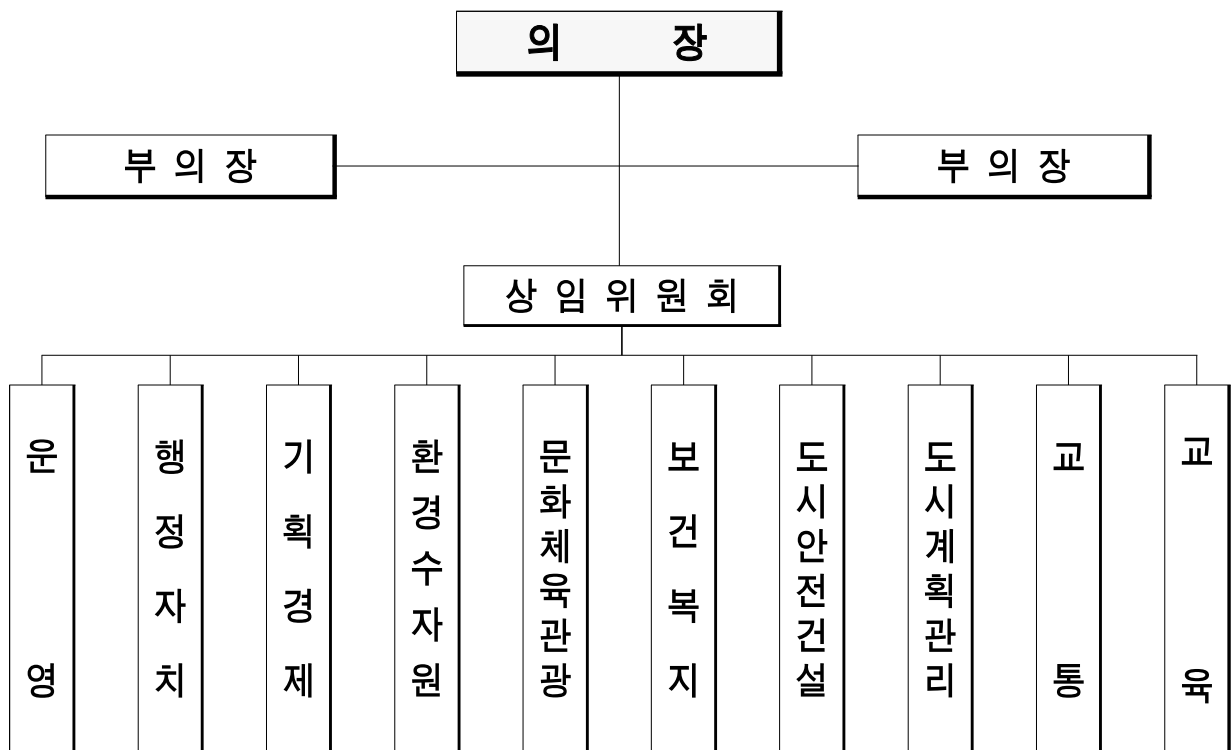 의 장
부 의 장
부 의 장
상 임 위 원 회
운영
행정자치
기획경제
환경수자원
문화체육관광
보건복지
도시안전건설
도시계획관리
교통
교육